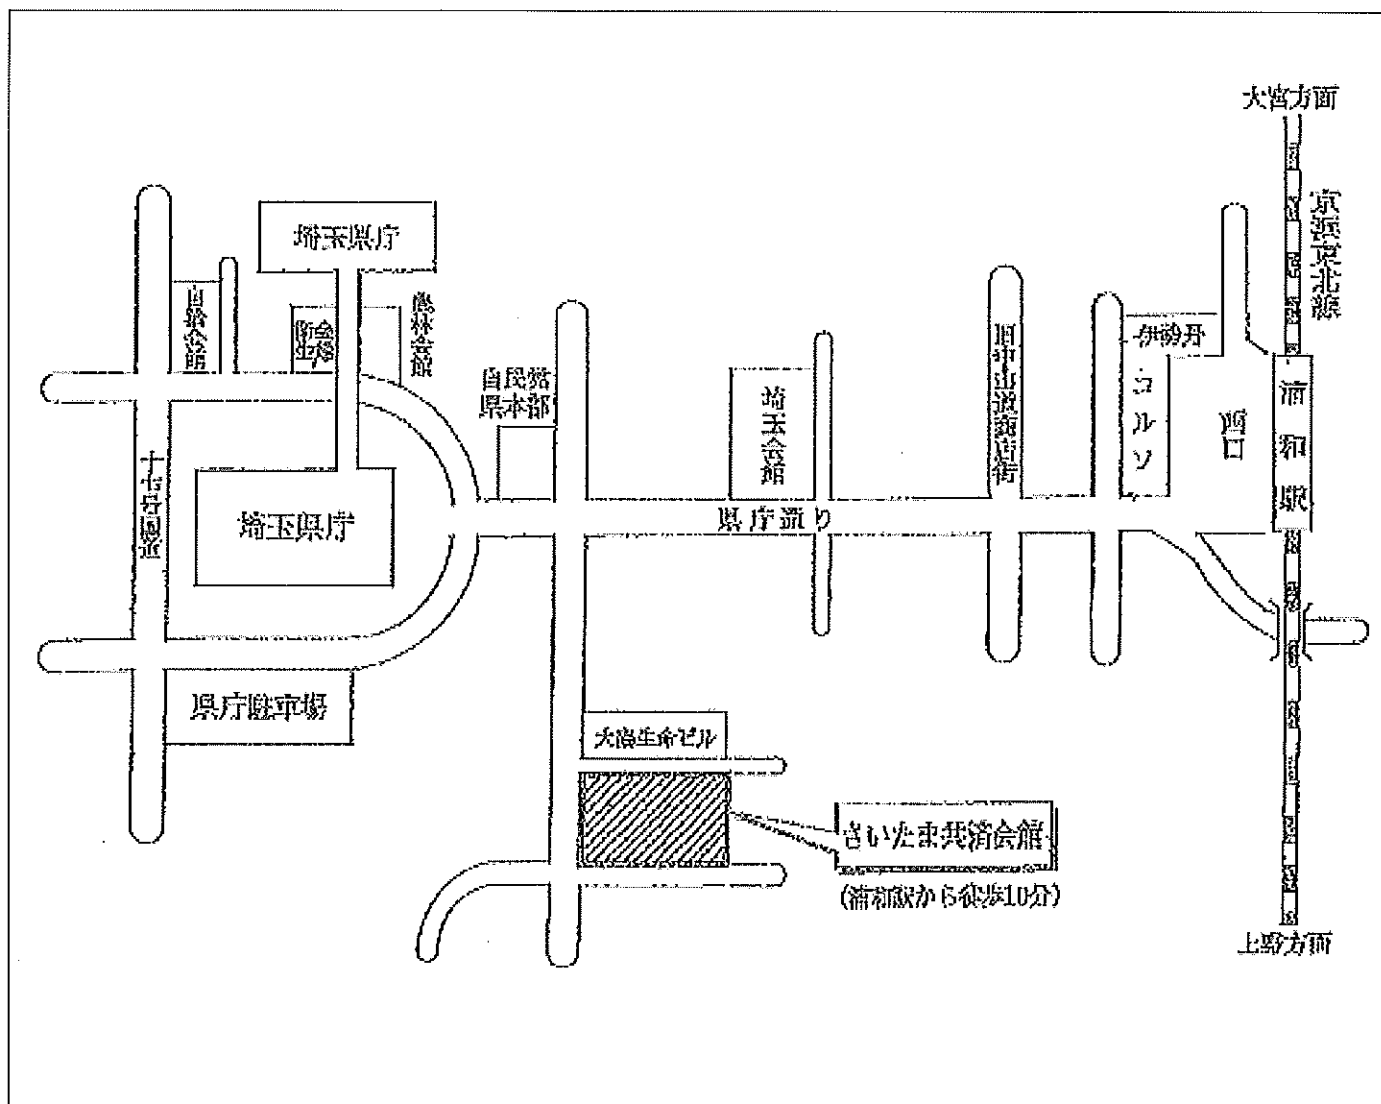 大宮方面
京浜東北線
埼玉県庁
自治会館
衛生会館
農林会館
自民党
県本部
埼玉会館
旧中山道商店街
伊勢丹
コルソ
西口
浦和駅
十七号国道
埼玉県庁
県庁通り
県庁駐車場
生命ビル
さいたま共済会館
(浦和駅から徒歩10分)
上野方面